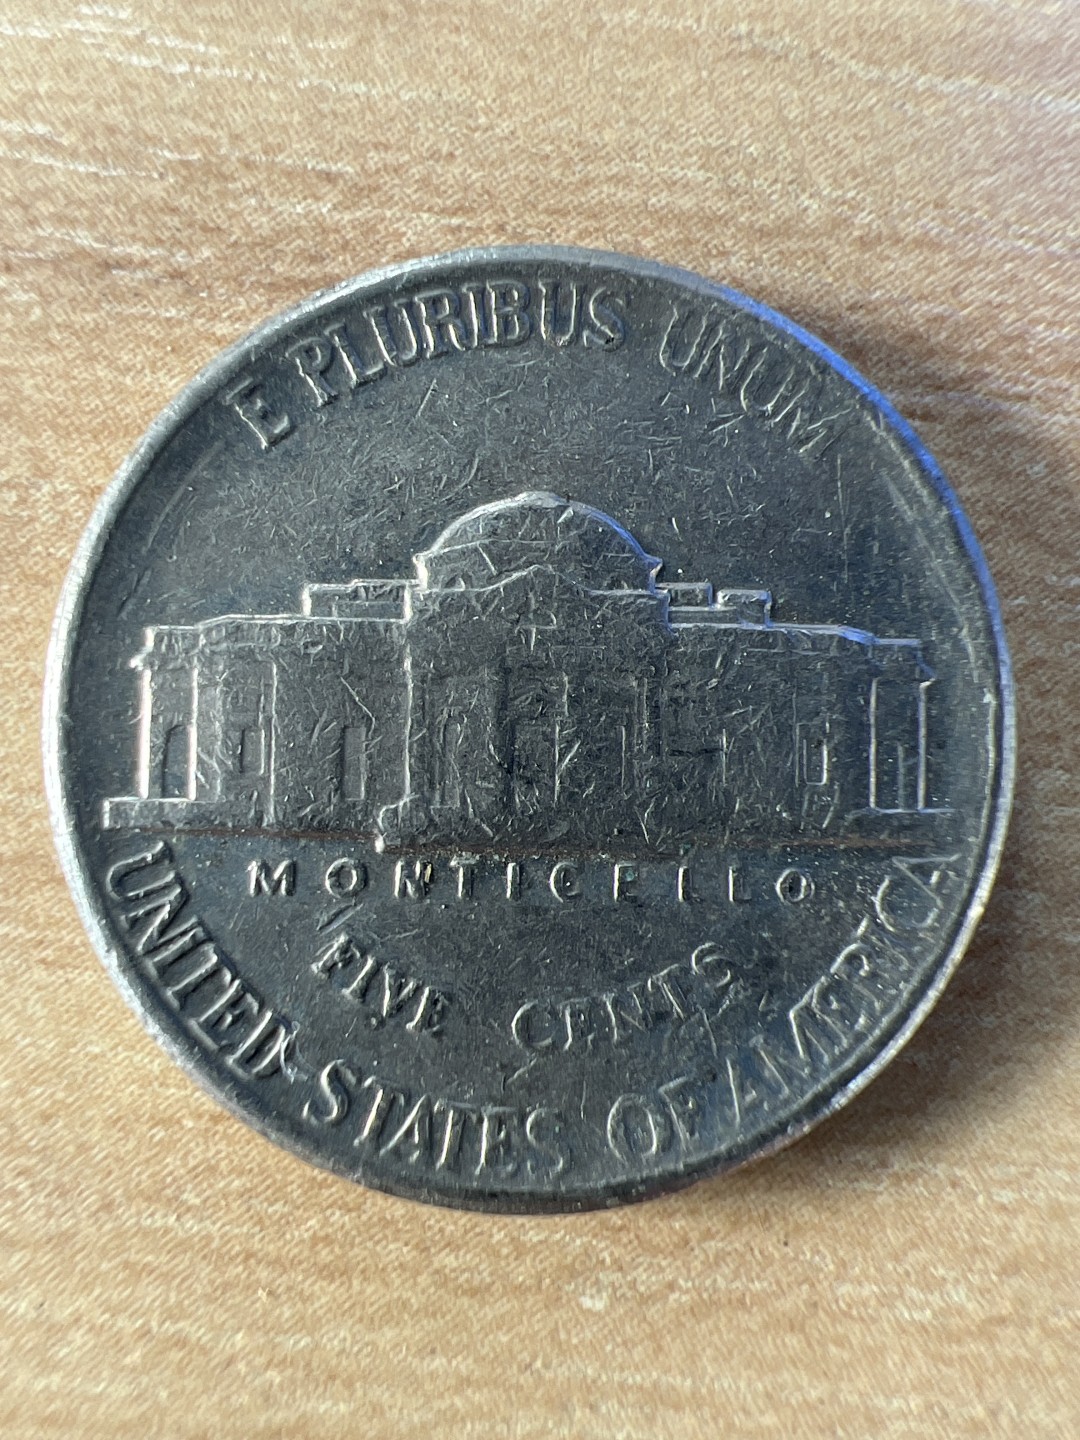 E PLURIBUS UNUM
MONTICELLO
FIVE CENTS
UNITED STATES OF AMERICA